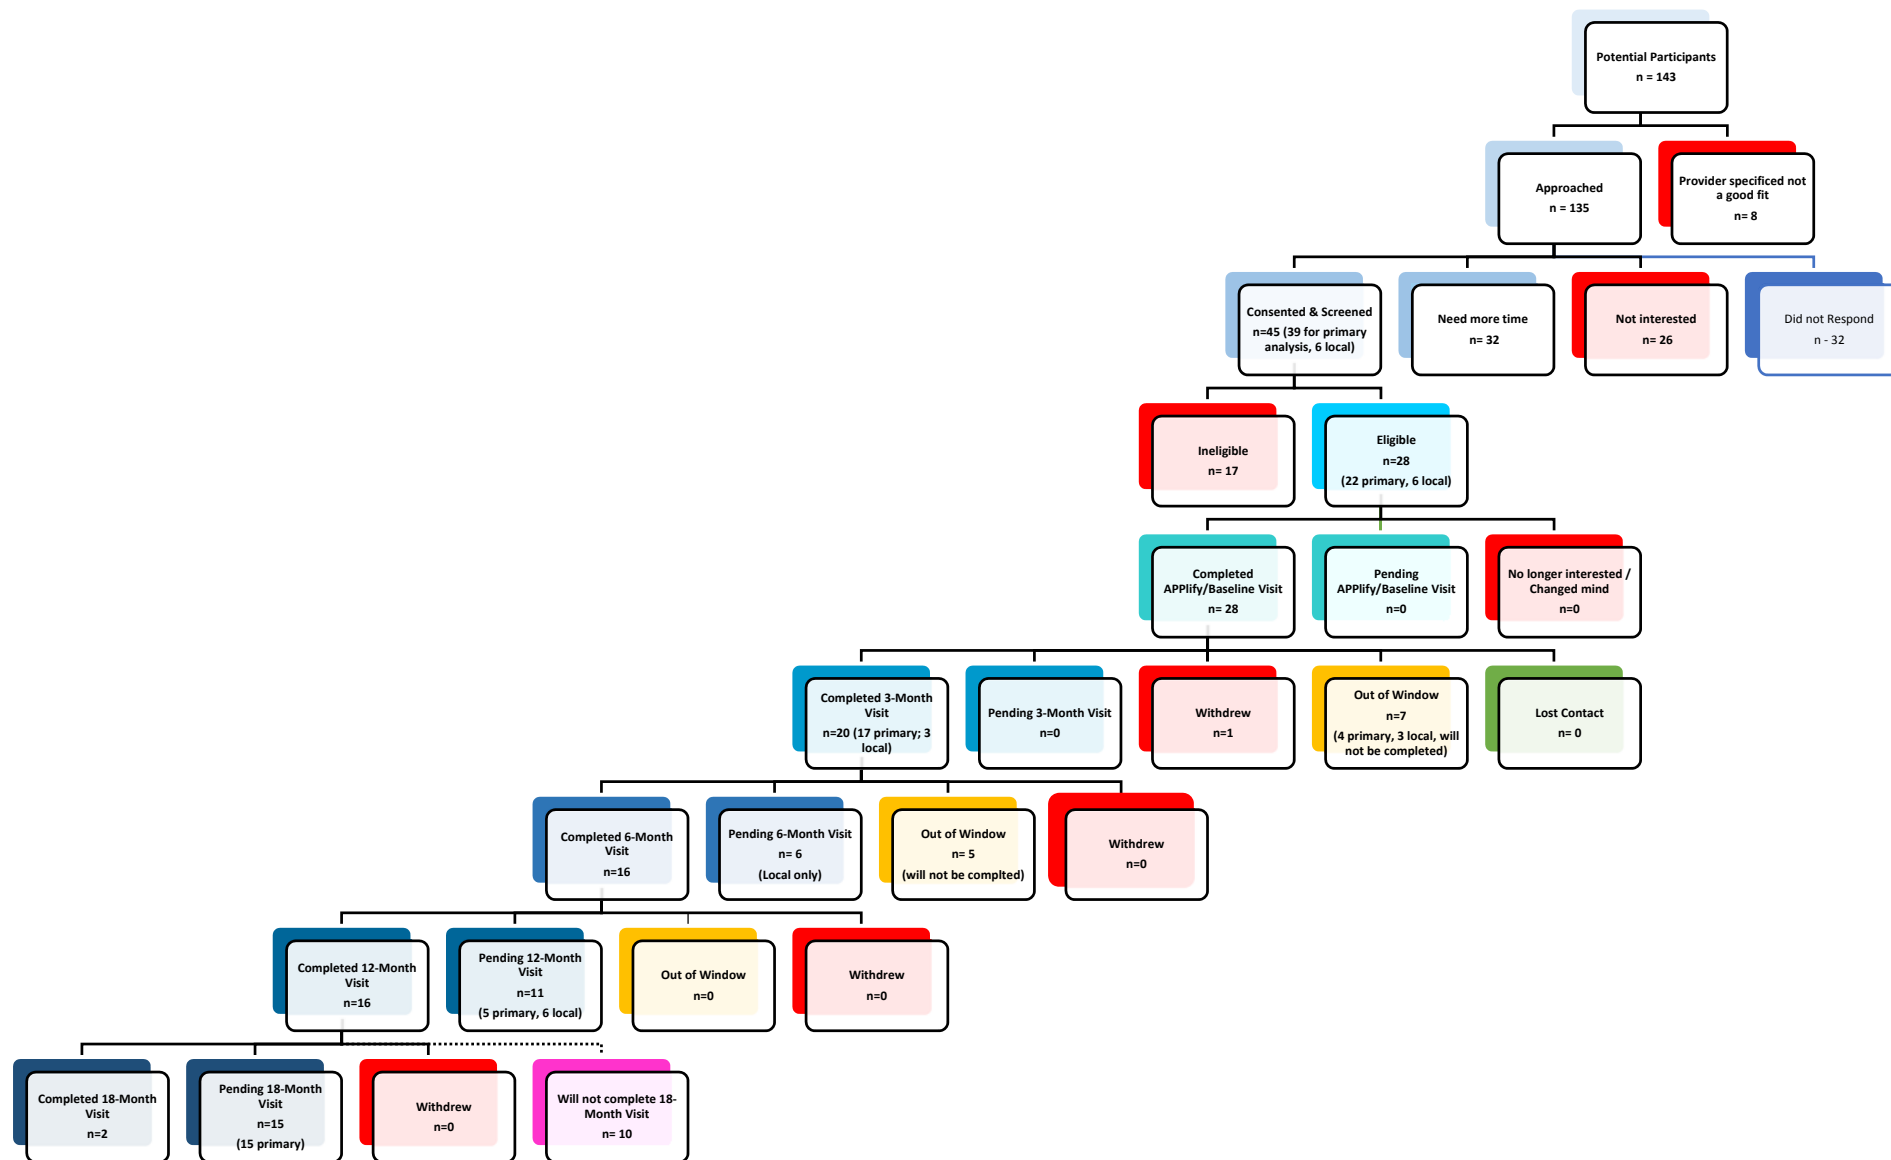 Potential Participants
n = 143
Approached
n = 135
Provider specificed not
a good fit
n= 8
Consented & Screened
n=45 (39 for primary
analysis, 6 local)
Need more time
n= 32
Not interested
n= 26
Did not Respond
n - 32
Ineligible
n= 17
Eligible
n=28
(22 primary, 6 local)
Completed
APPlify/Baseline Visit
n= 28
Pending
APPlify/Baseline Visit
n=0
No longer interested /
Changed mind
n=0
Completed 3-Month
Visit
n=20 (17 primary; 3
local)
Pending 3-Month Visit
n=0
Withdrew
n=1
Out of Window
n=7
(4 primary, 3 local, will
not be completed)
Lost Contact
n= 0
Completed 6-Month
Visit
n=16
Pending 6-Month Visit
n= 6
(Local only)
Out of Window
n= 5
(will not be complted)
Withdrew
n=0
Completed 12-Month
Visit
n=16
Pending 12-Month
Visit
n=11
(5 primary, 6 local)
Out of Window
n=0
Withdrew
n=0
Completed 18-Month
Visit
n=2
Pending 18-Month
Visit
n=15
(15 primary)
Withdrew
n=0
Will not complete 18-
Month Visit
n= 10